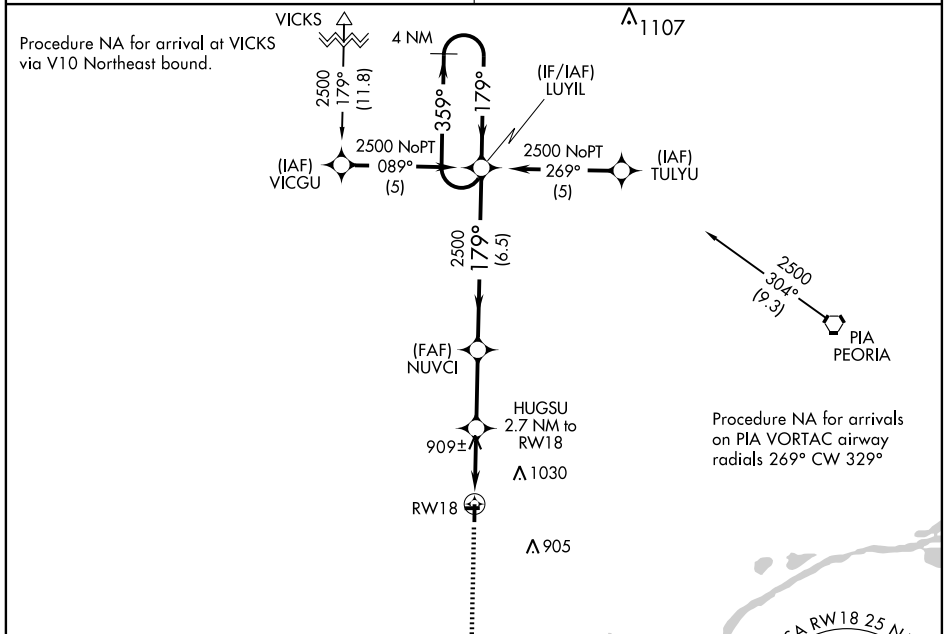 VICKS
Procedure NA for arrival at VICKS
via V10 Northeast bound.
4 NM
1107
2500
179°
(11.8)
359°
179°
(IF/IAF)
LUYIL
(IAF)
VICGU
2500 NoPT
089°
(5)
2500 NoPT
269°
(5)
(IAF)
TULYU
2500
179°
(6.5)
2500
304°
(9.3)
PIA
PEORIA
(FAF)
NUVCI
HUGSU
2.7 NM to
RW18
909±
1030
Procedure NA for arrivals
on PIA VORTAC airway
radials 269° CW 329°
RW18
905
RW18 25